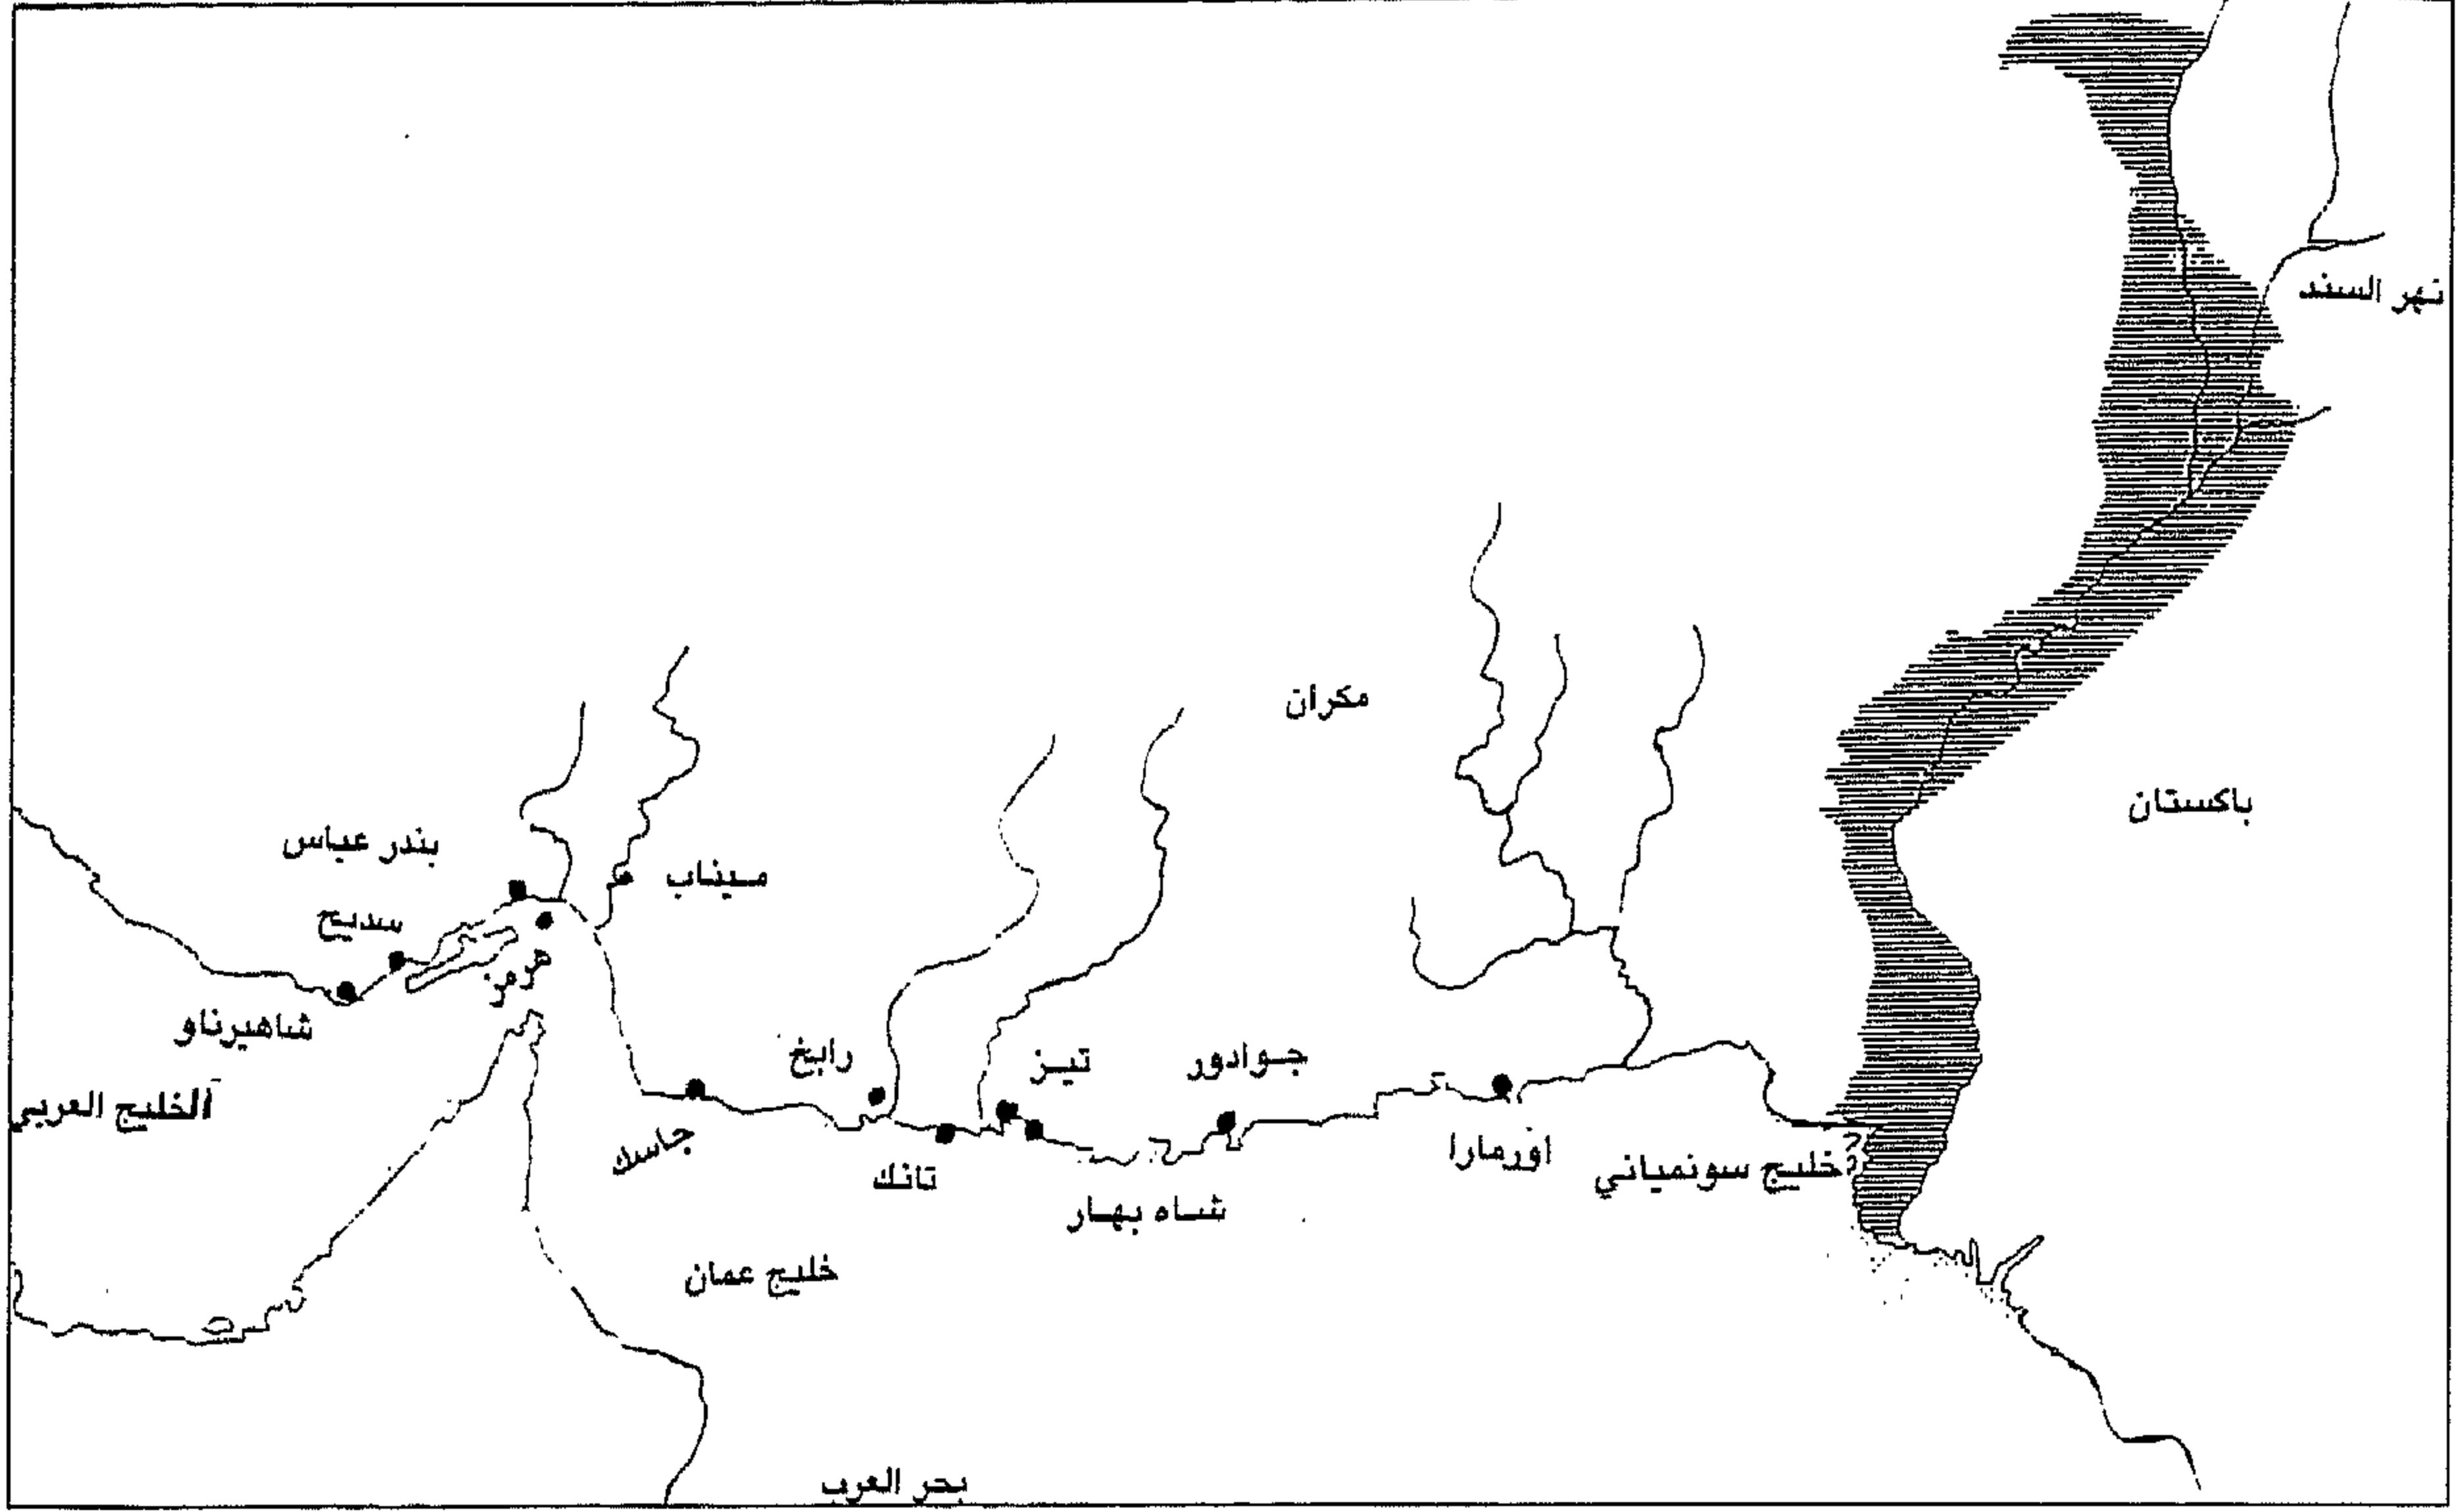 نهر السند
مكران
باكستان
بندر عباس
ميناب
سديج
هرمز
شاهيرناو
رابغ
تيز
جوادور
الخليج العربي
جاسك
تانك
اورمارا
خليج سونمياني؟
شاه بهار
خليج عمان
بحر العرب